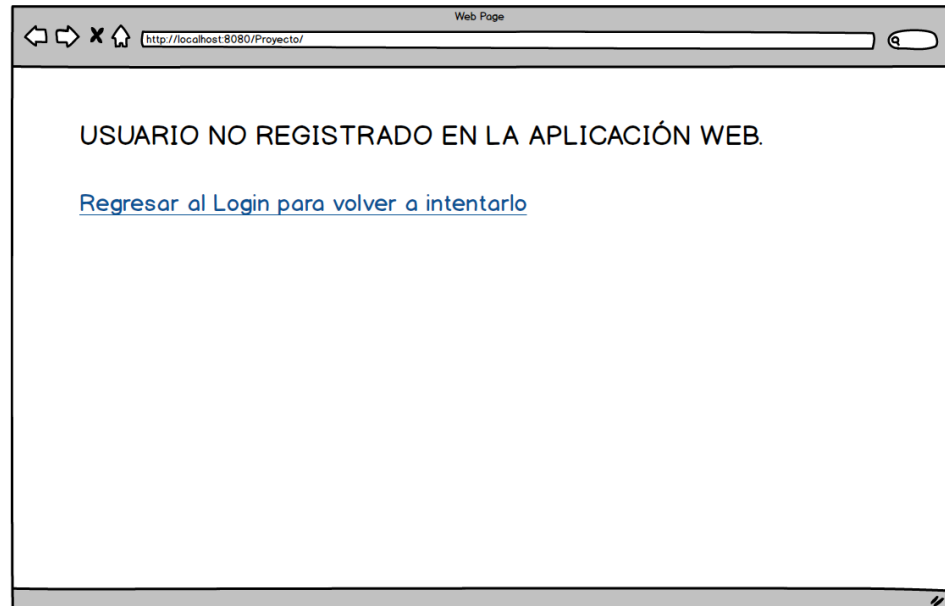 Web Page
http://localhost:8080/Proyecto/
USUARIO NO REGISTRADO EN LA APLICACIÓN WEB.
Regresar al Login para volver a intentarlo